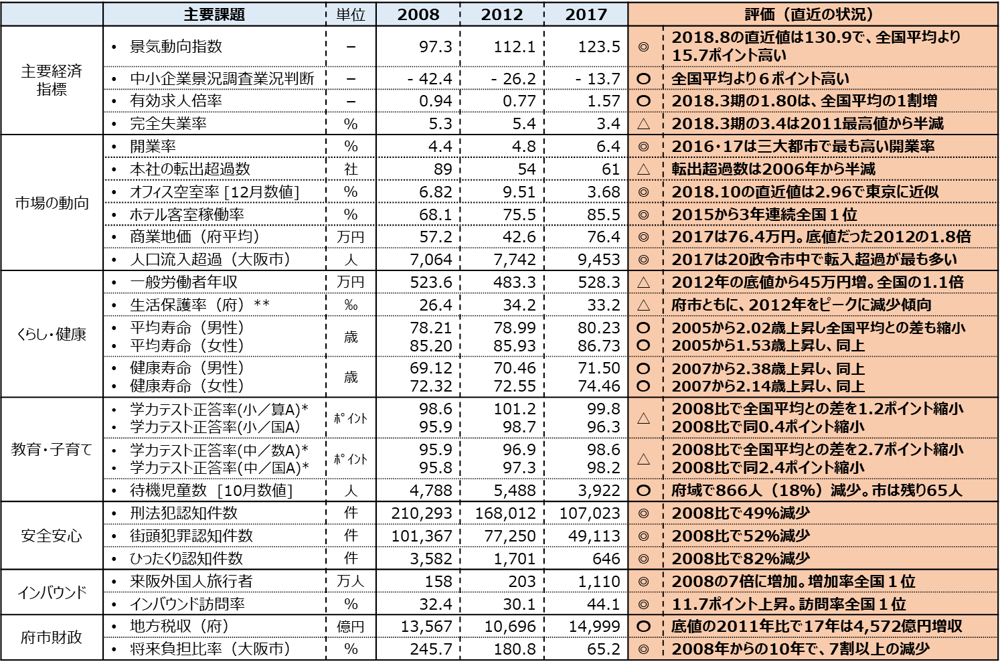 主要課題 単位 2008 2012 2017 評価（直近の状況）
主要経済
指標
• 景気動向指数 － 97.3 112.1 123.5 ◎ 2018.8の直近値は130.9で、全国平均より
15.7ポイント高い
• 中小企業景況調査業況判断 － - 42.4 - 26.2 - 13.7 〇 全国平均より６ポイント高い
• 有効求人倍率 － 0.94 0.77 1.57 〇 2018.3期の1.80は、全国平均の1割増
• 完全失業率 % 5.3 5.4 3.4 △ 2018.3期の3.4は2011最高値から半減
市場の動向
• 開業率 % 4.4 4.8 6.4 ◎ 2016・17は三大都市で最も高い開業率
• 本社の転出超過数 社 89 54 61 △ 転出超過数は2006年から半減
• オフィス空室率 [12月数値] % 6.82 9.51 3.68 ◎ 2018.10の直近値は2.96で東京に近似
• ホテル客室稼働率 % 68.1 75.5 85.5 ◎ 2015から3年連続全国１位
• 商業地価（府平均） 万円 57.2 42.6 76.4 ◎ 2017は76.4万円。底値だった2012の1.8倍
• 人口流入超過（大阪市） 人 7,064 7,742 9,453 ◎ 2017は20政令市中で転入超過が最も多い
くらし・健康
• 一般労働者年収 万円 523.6 483.3 528.3 △ 2012年の底値から45万円増。全国の1.1倍
• 生活保護率（府）** ‰ 26.4 34.2 33.2 △ 府市ともに、2012年をピークに減少傾向
• 平均寿命（男性） 歳 78.21 78.99 80.23 〇 2005から2.02歳上昇し全国平均との差も縮小
• 平均寿命（女性） 85.20 85.93 86.73 〇 2005から1.53歳上昇し、同上
• 健康寿命（男性） 歳 69.12 70.46 71.50 〇 2007から2.38歳上昇し、同上
• 健康寿命（女性） 72.32 72.55 74.46 〇 2007から2.14歳上昇し、同上
教育・子育て
• 学力テスト正答率(小／算A)* ﾎﾟｲﾝﾄ 98.6 101.2 99.8 △ 2008比で全国平均との差を1.2ポイント縮小
• 学力テスト正答率(小／国A) 95.9 98.7 96.3 2008比で同0.4ポイント縮小
• 学力テスト正答率(中／数A)* ﾎﾟｲﾝﾄ 95.9 96.9 98.6 △ 2008比で全国平均との差を2.7ポイント縮小
• 学力テスト正答率(中／国A)* 95.8 97.3 98.2 2008比で同2.4ポイント縮小
• 待機児童数 [10月数値] 人 4,788 5,488 3,922 〇 府域で866人（18%）減少。市は残り65人
安全安心
• 刑法犯認知件数 件 210,293 168,012 107,023 ◎ 2008比で49%減少
• 街頭犯罪認知件数 件 101,367 77,250 49,113 ◎ 2008比で52%減少
• ひったくり認知件数 件 3,582 1,701 646 ◎ 2008比で82%減少
インバウンド
• 来阪外国人旅行者 万人 158 203 1,110 ◎ 2008の7倍に増加。増加率全国１位
• インバウンド訪問率 % 32.4 30.1 44.1 ◎ 11.7ポイント上昇。訪問率全国１位
府市財政
• 地方税収（府） 億円 13,567 10,696 14,999 〇 底値の2011年比で17年は4,572億円増収
• 将来負担比率（大阪市） % 245.7 180.8 65.2 ◎ 2008年からの10年で、7割以上の減少